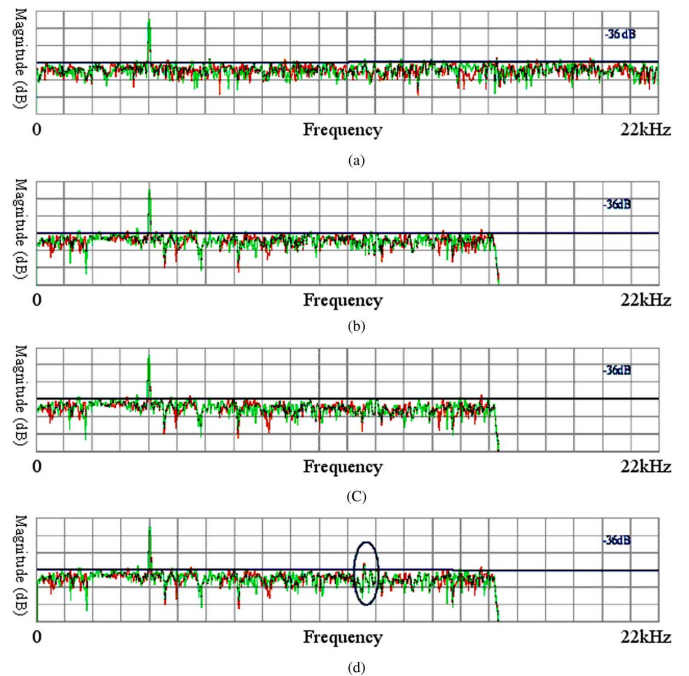 Magnitude (dB)
-36 dB
0 Frequency 22kHz
(a)
Magnitude (dB)
-36dB
0 Frequency 22kHz
(b)
Magnitude (dB)
-36dB
0 Frequency 22kHz
(C)
Magnitude (dB)
-36dB
0 Frequency 22kHz
(d)